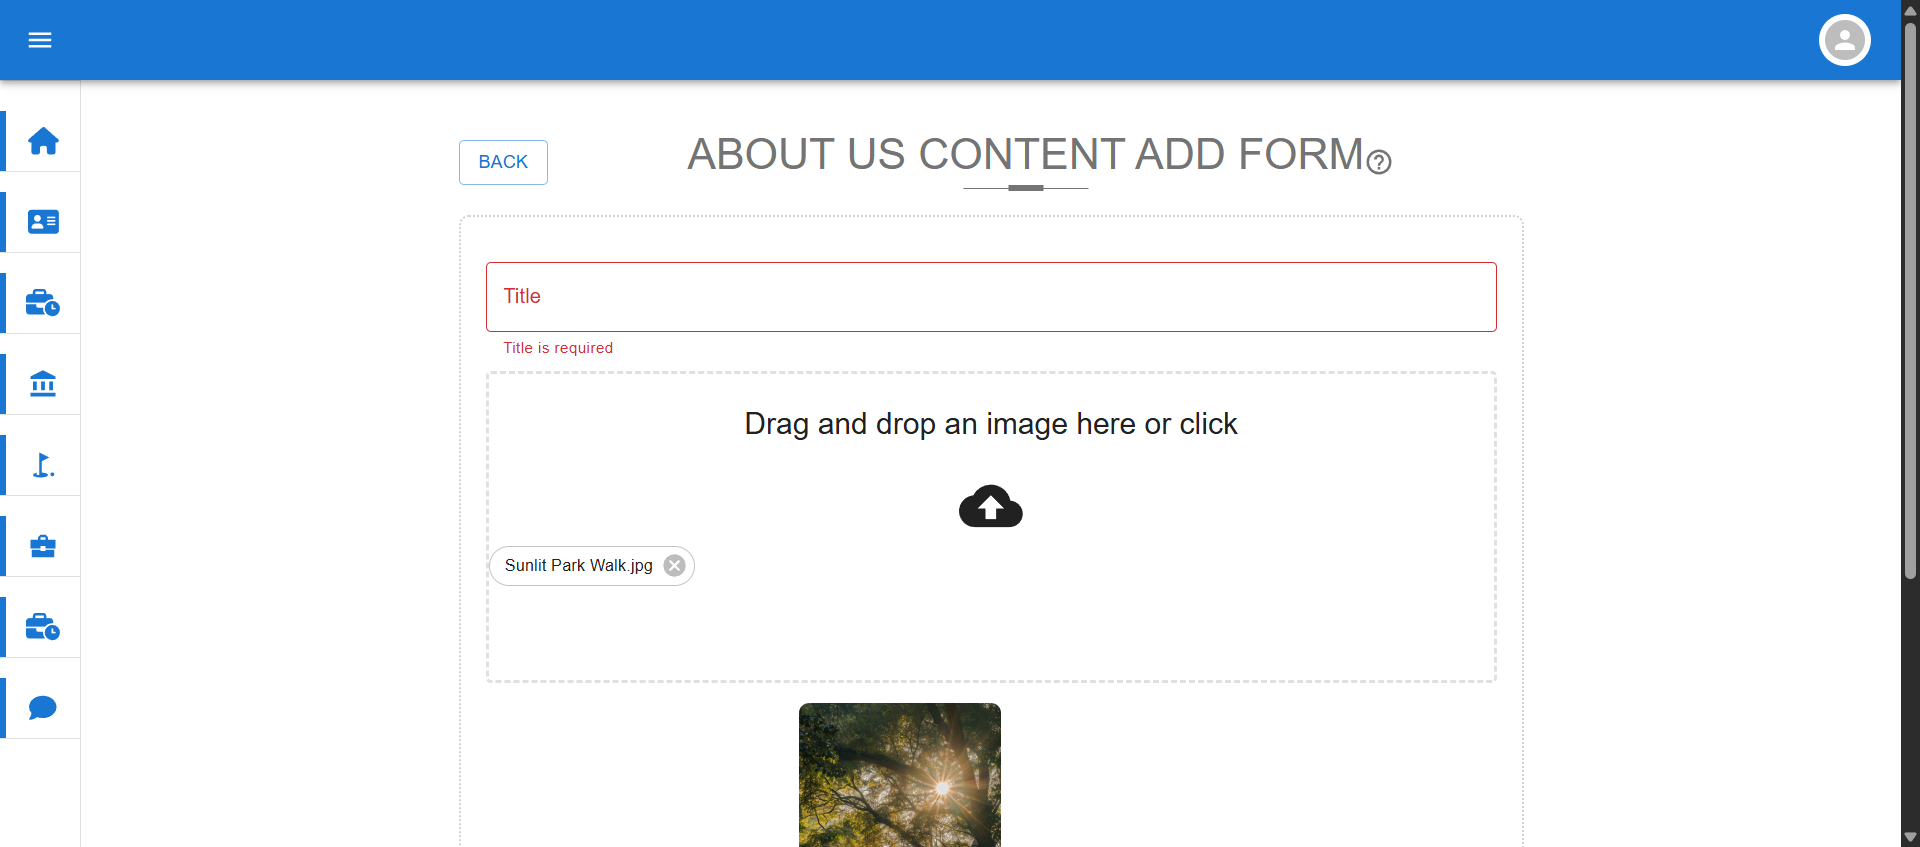 BACK
ABOUT US CONTENT ADD FORM
Title
Title is required
Drag and drop an image here or click
Sunlit Park Walk.jpg